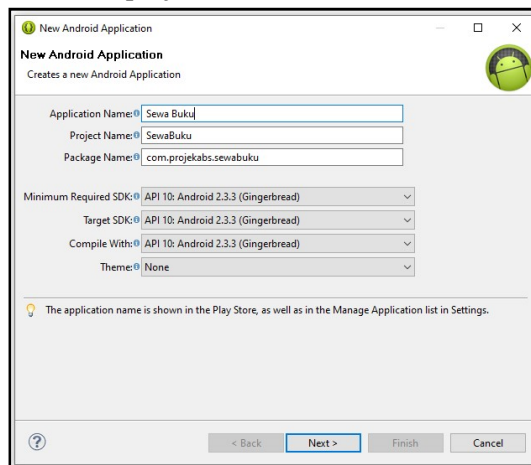 New Android Application
New Android Application
Creates a new Android Application
Application Name: Sewa Buku
Project Name: SewaBuku
Package Name: com.projekabs.sewabuku
Minimum Required SDK: API 10: Android 2.3.3 (Gingerbread)
Target SDK: API 10: Android 2.3.3 (Gingerbread)
Compile With: API 10: Android 2.3.3 (Gingerbread)
Theme: None
The application name is shown in the Play Store, as well as in the Manage Application list in Settings.
? < Back Next > Finish Cancel